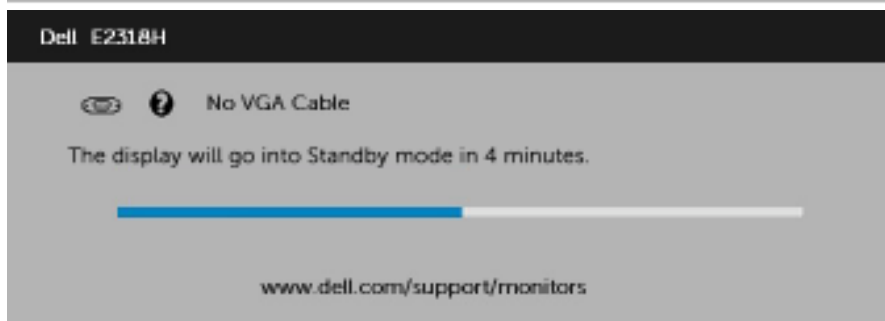 Dell E2318H
No VGA Cable
The display will go into Standby mode in 4 minutes.
www.dell.com/support/monitors